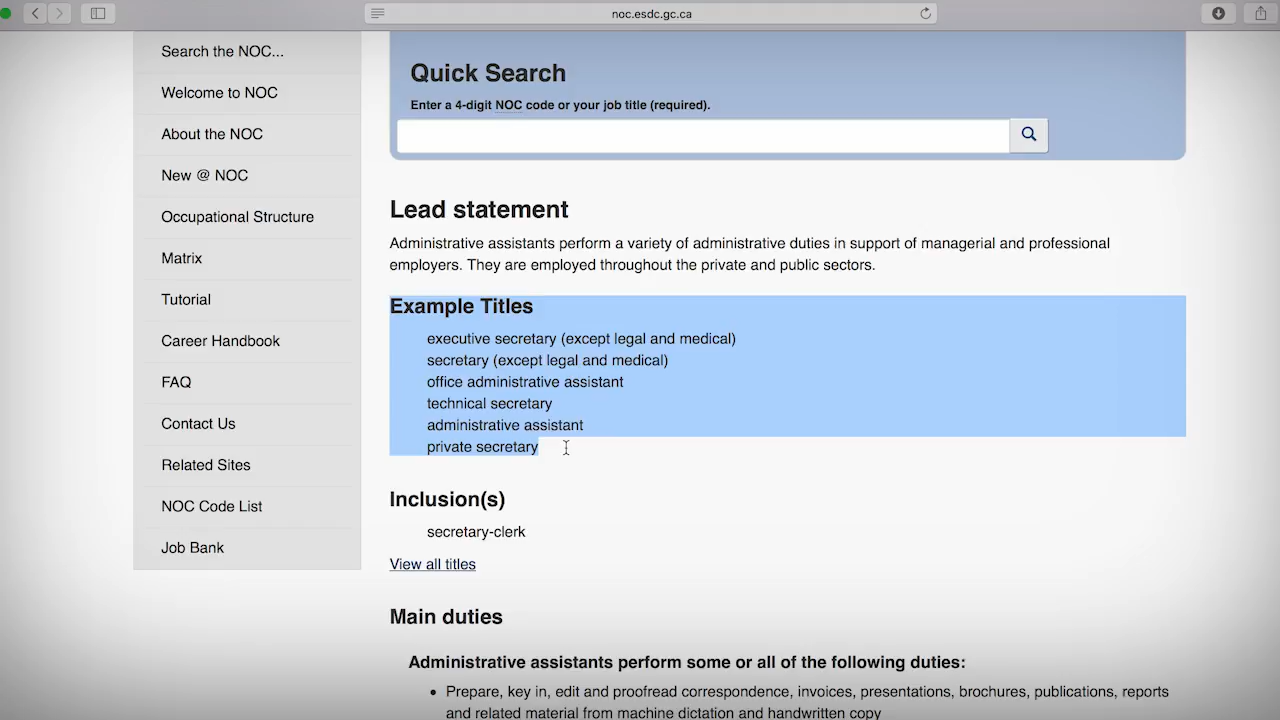 noc.esdc.gc.ca
Search the NOC...
Welcome to NOC
About the NOC
New @ NOC
Occupational Structure
Matrix
Tutorial
Career Handbook
FAQ
Contact Us
Related Sites
NOC Code List
Job Bank
Quick Search
Enter a 4-digit NOC code or your job title (required).
Lead statement
Administrative assistants perform a variety of administrative duties in support of managerial and professional
employers. They are employed throughout the private and public sectors.
Example Titles
executive secretary (except legal and medical)
secretary (except legal and medical)
office administrative assistant
technical secretary
administrative assistant
private secretary
Inclusion(s)
secretary-clerk
View all titles
Main duties
Administrative assistants perform some or all of the following duties:
• Prepare, key in, edit and proofread correspondence, invoices, presentations, brochures, publications, reports
and related material from machine dictation and handwritten copy